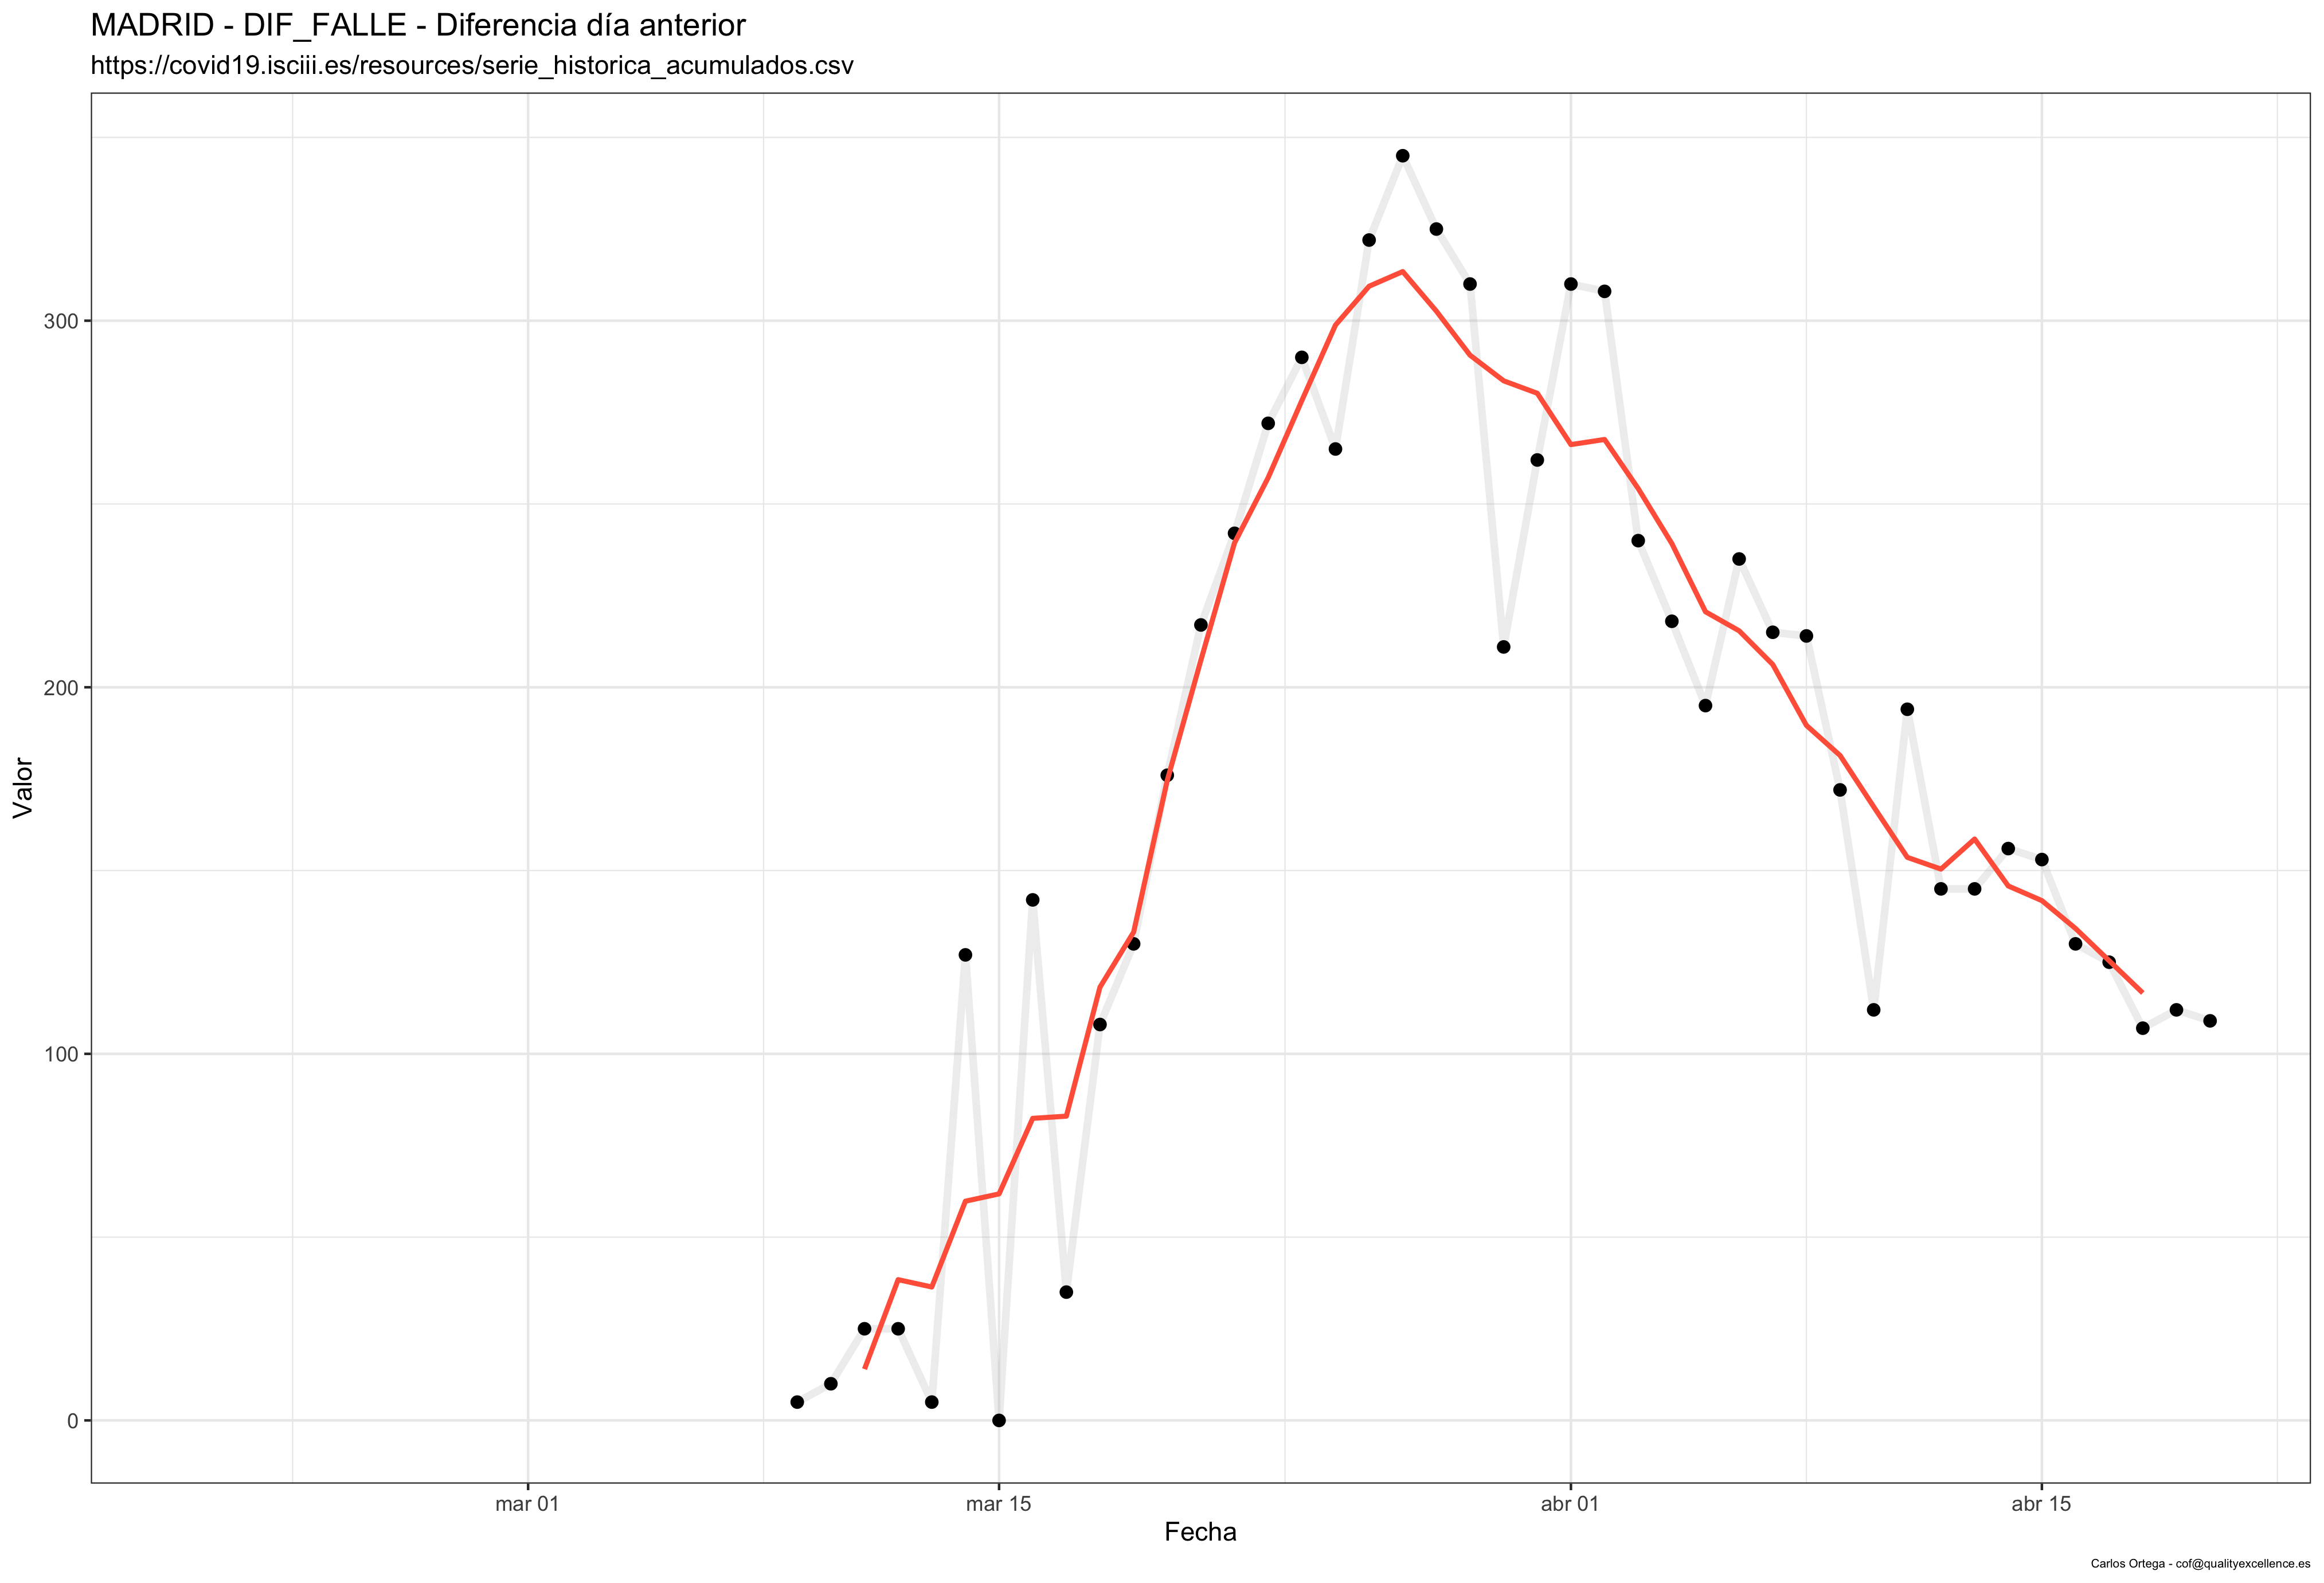 MADRID - DIF_FALLE - Diferencia día anterior
https://covid19.isciii.es/resources/serie_historica_acumulados.csv
Valor
300
200
100
0
mar 01
mar 15
abr 01
abr 15
Fecha
Carlos Ortega - cof@qualityexcellence.es